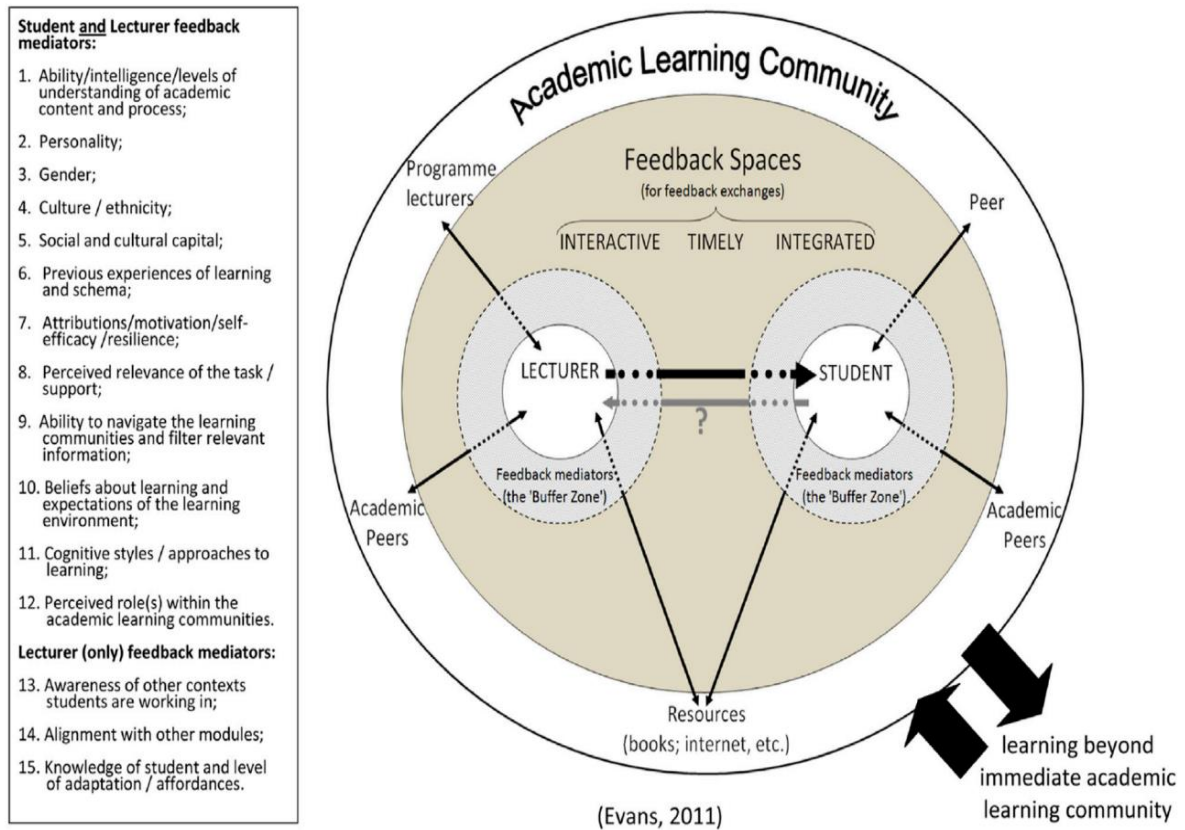 Student and Lecturer feedback
mediators:
1. Ability/intelligence/levels of
understanding of academic
content and process;
2. Personality;
3. Gender;
4. Culture / ethnicity;
5. Social and cultural capital;
6. Previous experiences of learning
and schema;
7. Attributions/motivation/self-
efficacy /resilience;
8. Perceived relevance of the task /
support;
9. Ability to navigate the learning
communities and filter relevant
information;
10. Beliefs about learning and
expectations of the learning
environment;
11. Cognitive styles / approaches to
learning;
12. Perceived role(s) within the
academic learning communities.
Lecturer (only) feedback mediators:
13. Awareness of other contexts
students are working in;
14. Alignment with other modules;
15. Knowledge of student and level
of adaptation / affordances.
Academic Learning Community
Feedback Spaces
(for feedback exchanges)
INTERACTIVE TIMELY INTEGRATED
Programme
lecturers
Peer
LECTURER
STUDENT
?
Feedback mediators
(the 'Buffer Zone')
Feedback mediators
(the 'Buffer Zone')
Academic
Peers
Academic
Peers
Resources
(books; internet, etc.)
learning beyond
immediate academic
learning community
(Evans, 2011)